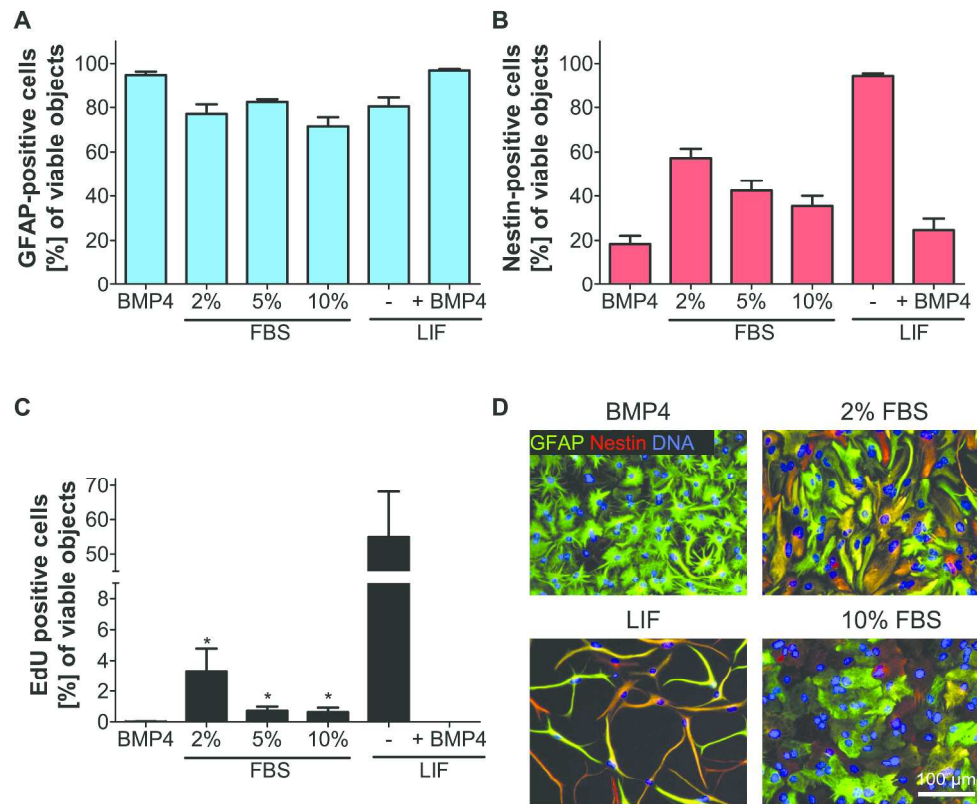 A
GFAP-positive cells
[%] of viable objects
100
80
60
40
20
0
BMP4 2% 5% 10% - + BMP4
FBS LIF
B
Nestin-positive cells
[%] of viable objects
100
80
60
40
20
0
BMP4 2% 5% 10% - + BMP4
FBS LIF
C
EdU positive cells
[%] of viable objects
70
60
50
8
6
4
2
0
* * *
BMP4 2% 5% 10% - + BMP4
FBS LIF
D
BMP4 2% FBS
GFAP Nestin DNA
LIF 10% FBS
100 µm